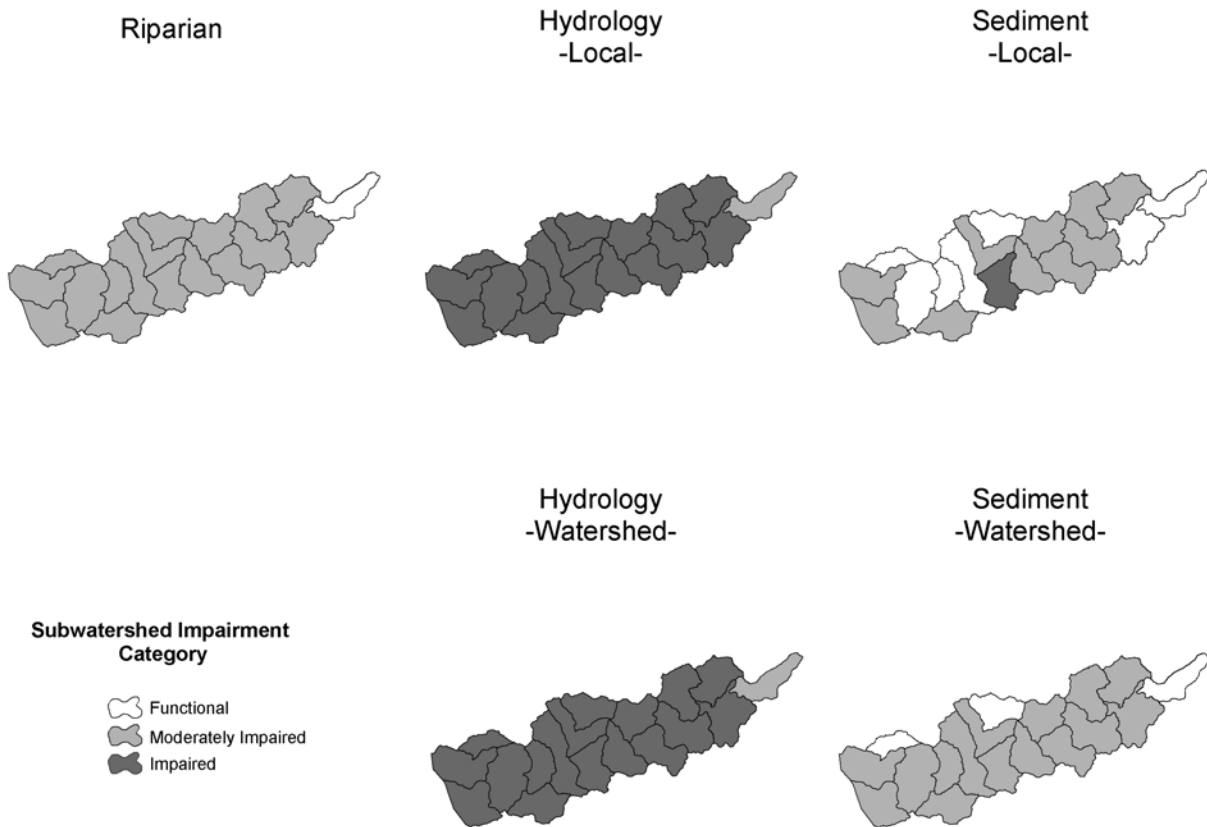 Riparian
Hydrology
-Local-
Sediment
-Local-
Hydrology
-Watershed-
Sediment
-Watershed-
Subwatershed Impairment
Category
Functional
Moderately Impaired
Impaired